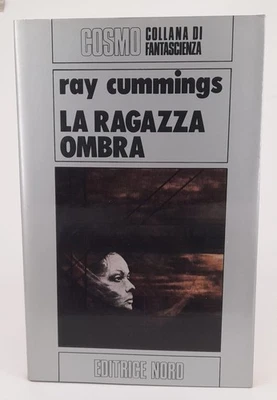 COSMO
COLLANA DI
FANTASCIENZA
ray cummings
LA RAGAZZA
OMBRA
EDITRICE NORD